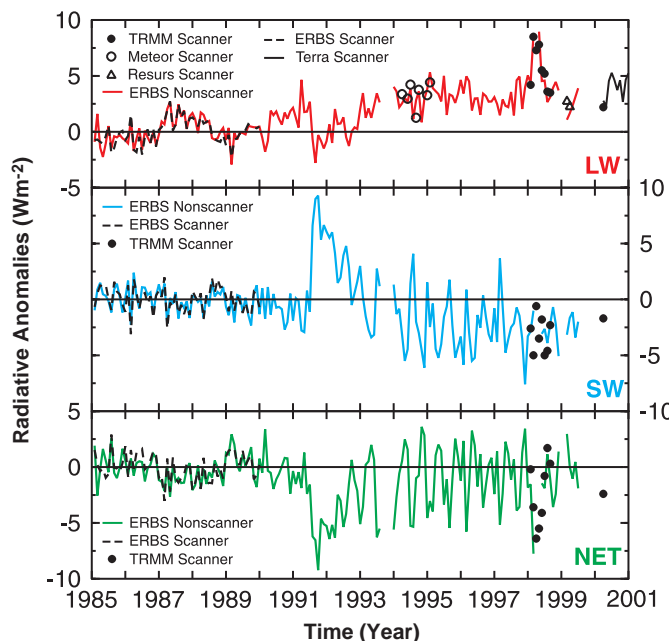 10
TRMM Scanner
ERBS Scanner
Meteor Scanner
Terra Scanner
Resurs Scanner
5
ERBS Nonscanner
0
LW
-5
10
ERBS Nonscanner
ERBS Scanner
5
TRMM Scanner
0
-5
SW
5
-10
0
-5
ERBS Nonscanner
ERBS Scanner
TRMM Scanner
NET
-10
1985 1987 1989 1991 1993 1995 1997 1999 2001
Time (Year)
Radiative Anomalies (Wm-2)